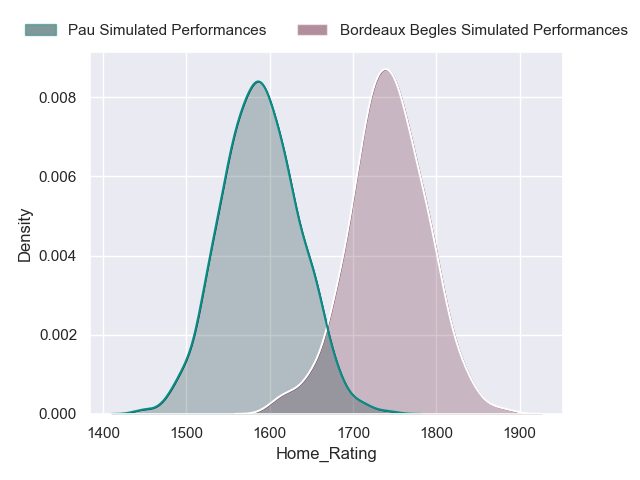 Pau Simulated Performances
Bordeaux Begles Simulated Performances
0.008
0.006
0.004
0.002
0.000
Density
1400 1500 1600 1700 1800 1900
Home_Rating